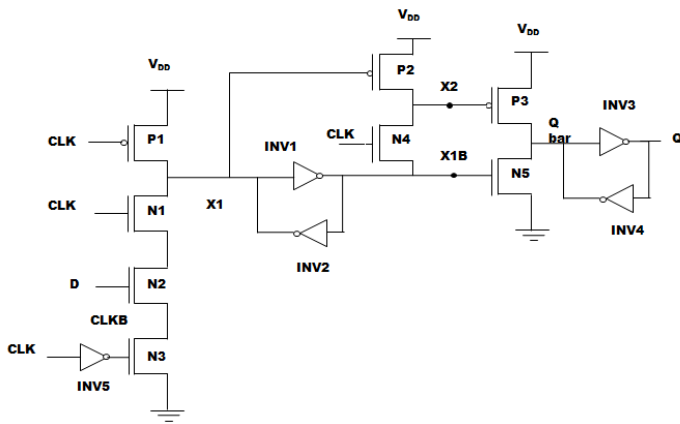 VDD
VDD
VDD
P2
X2
P3
INV3
CLK
P1
INV1
CLK
N4
Q
bar
Q
X1B
CLK
N1
X1
N5
INV4
INV2
D
N2
CLKB
CLK
N3
INV5